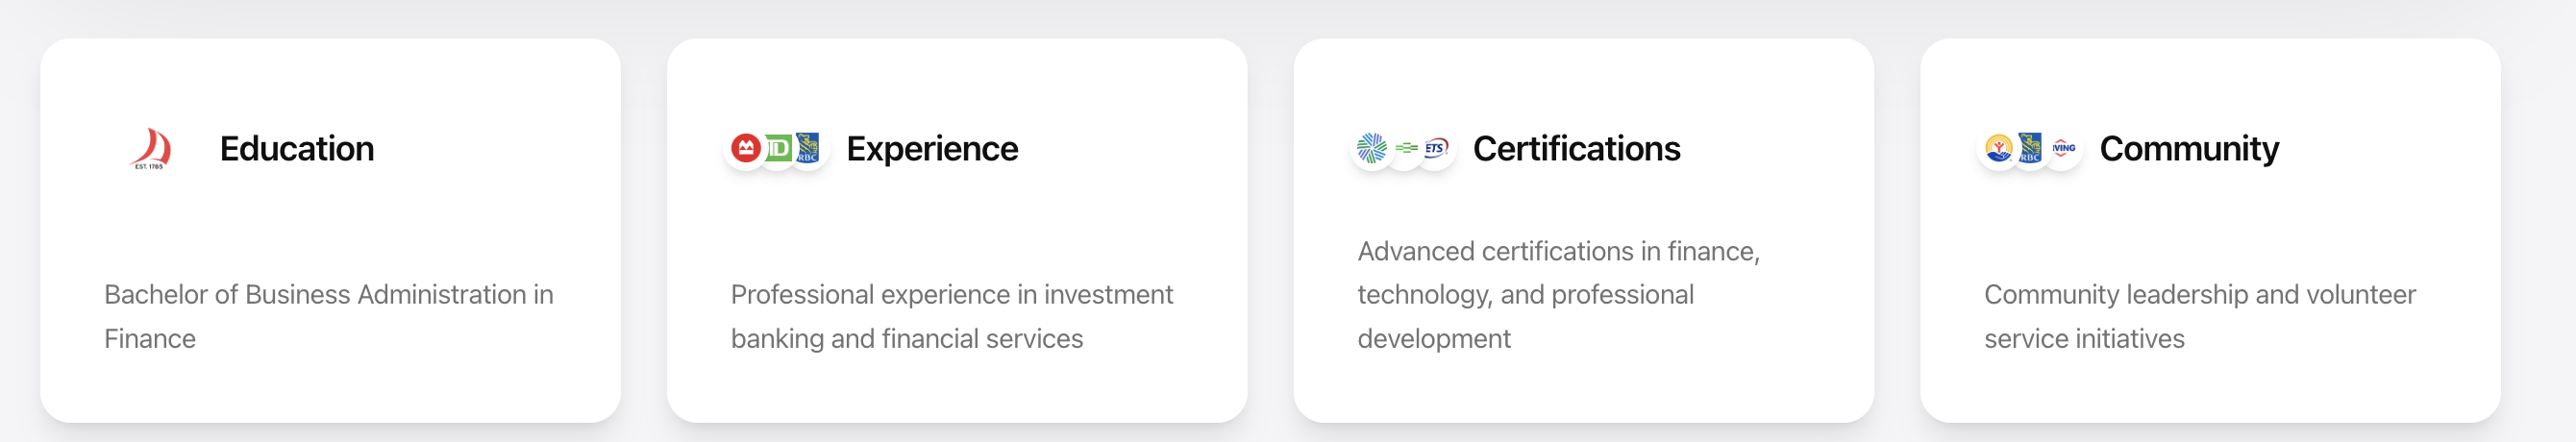 EST. 1785
Education
Bachelor of Business Administration in
Finance
TD
RBC
Experience
Professional experience in investment
banking and financial services
ETS
Certifications
Advanced certifications in finance,
technology, and professional
development
RBC
RVING
Community
Community leadership and volunteer
service initiatives